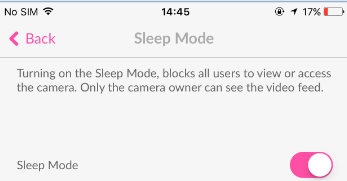 No SIM 14:45 17%
Back Sleep Mode
Turning on the Sleep Mode, blocks all users to view or access
the camera. Only the camera owner can see the video feed.
Sleep Mode